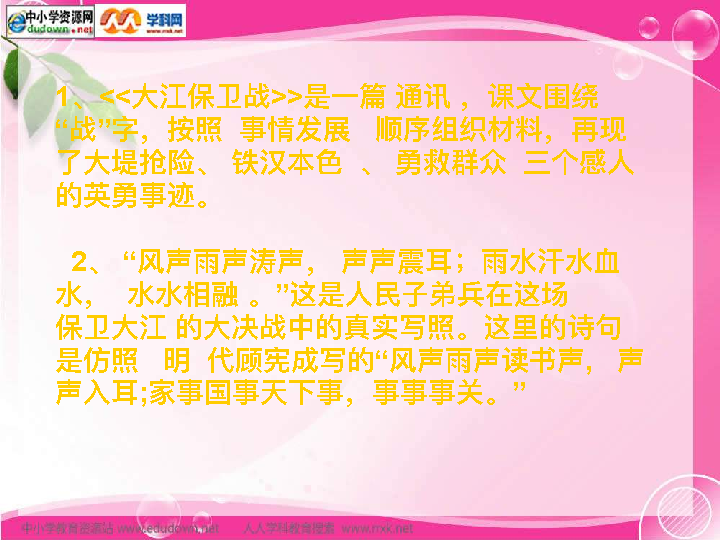 中小学资源网
edudown.net
学科网
1、<<大江保卫战>>是一篇 通讯 ，课文围绕
“战”字，按照 事情发展 顺序组织材料，再现
了大堤抢险、 铁汉本色 、 勇救群众 三个感人
的英勇事迹。
2、 “风声雨声涛声， 声声震耳；雨水汗水血
水， 水水相融 。”这是人民子弟兵在这场
保卫大江 的大决战中的真实写照。这里的诗句
是仿照 明 代顾宪成写的“风声雨声读书声， 声
声入耳;家事国事天下事，事事事关。”
中小学教育资源站 www.edudown.net 人人学科教育搜索 www.rrxk.net